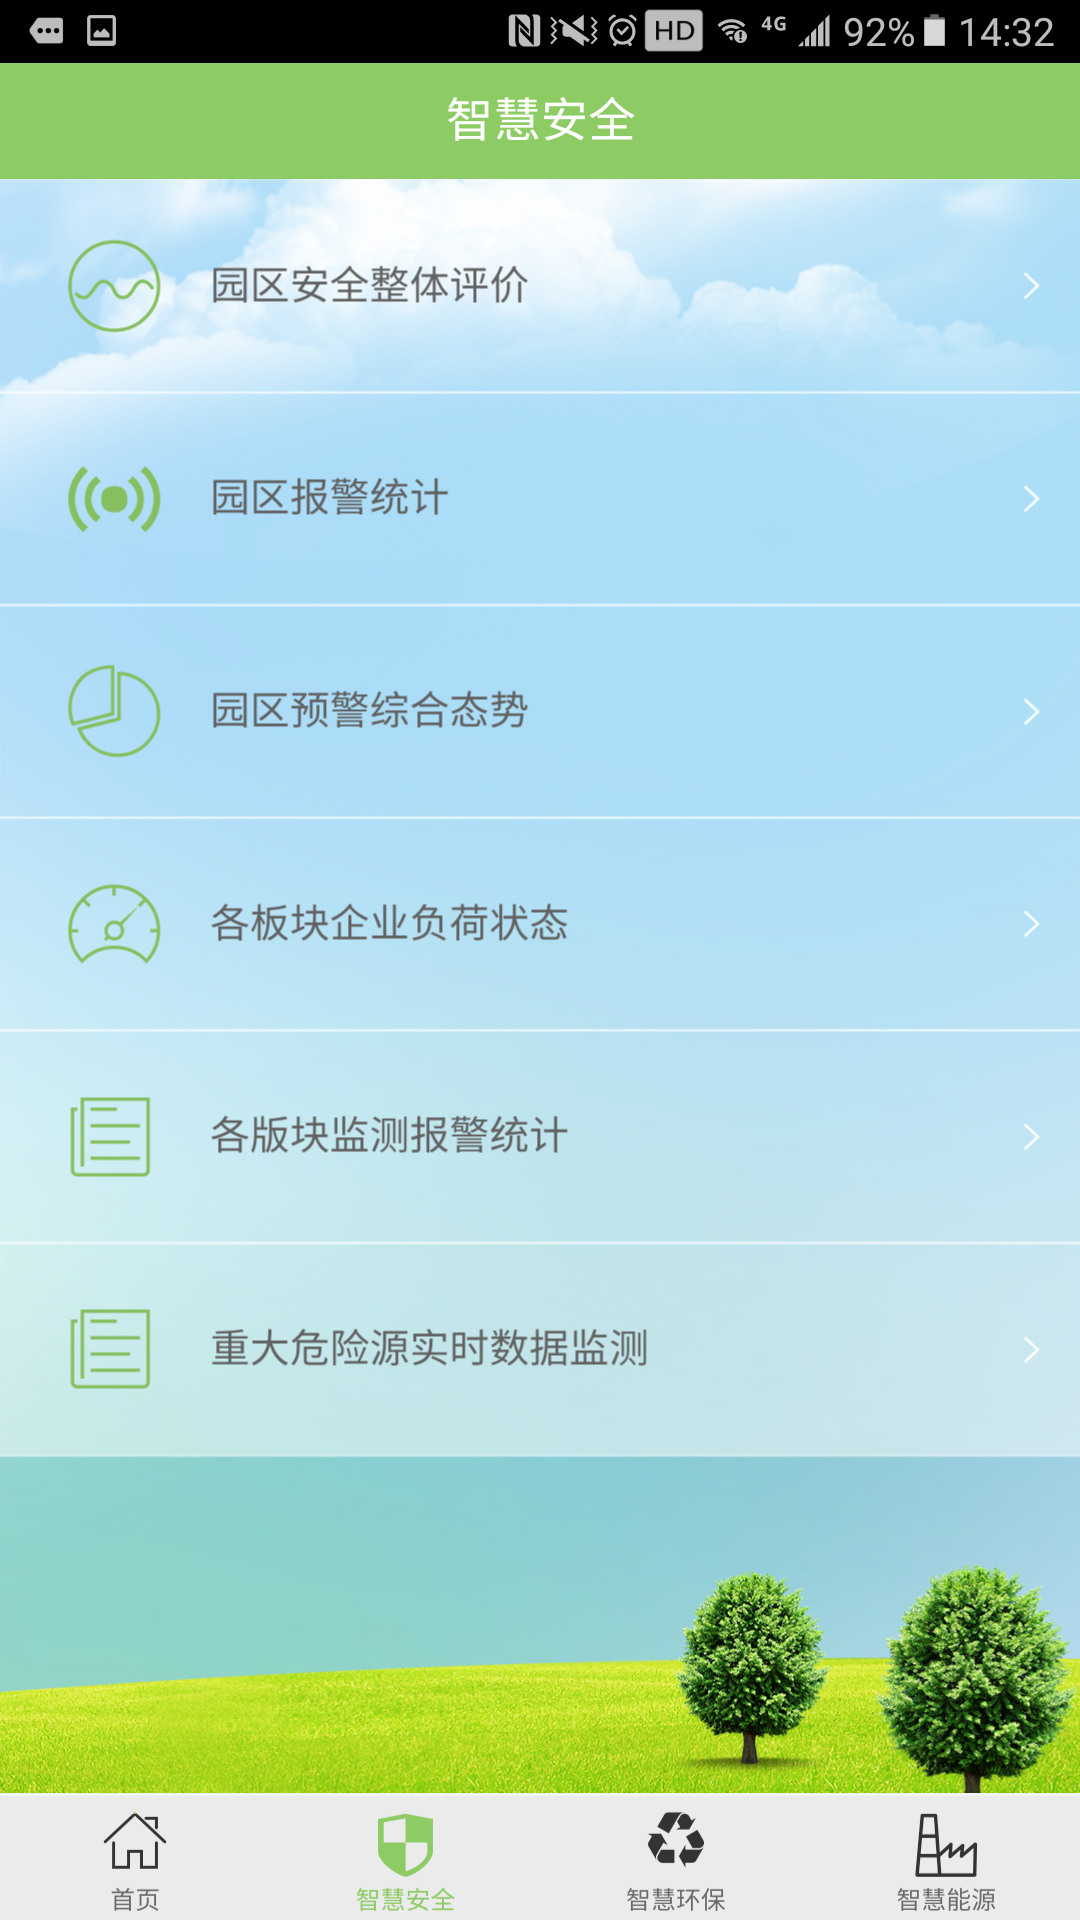 HD 4G 92% 14:32
智慧安全
园区安全整体评价
园区报警统计
园区预警综合态势
各板块企业负荷状态
各版块监测报警统计
重大危险源实时数据监测
首页 智慧安全 智慧环保 智慧能源